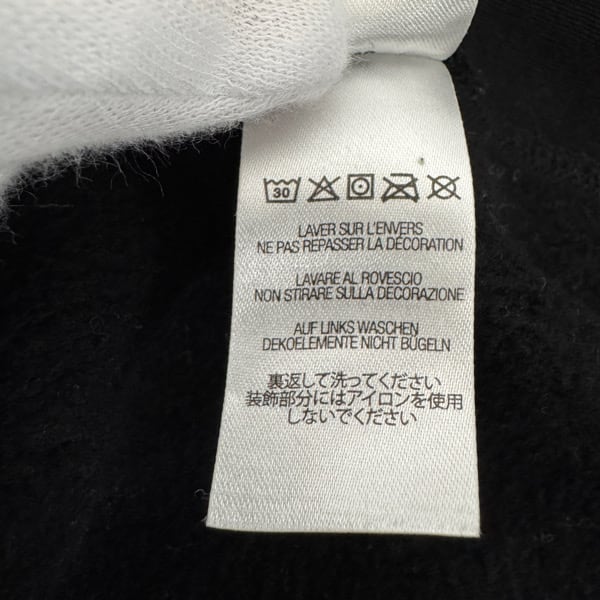 30
LAVER SUR L'ENVERS
NE PAS REPASSER LA DÉCORATION
LAVARE AL ROVESCIO
NON STIRARE SULLA DECORAZIONE
AUF LINKS WASCHEN
DEKOELEMENTE NICHT BÜGELN
裏返して洗ってください
装飾部分にはアイロンを使用
しないでください